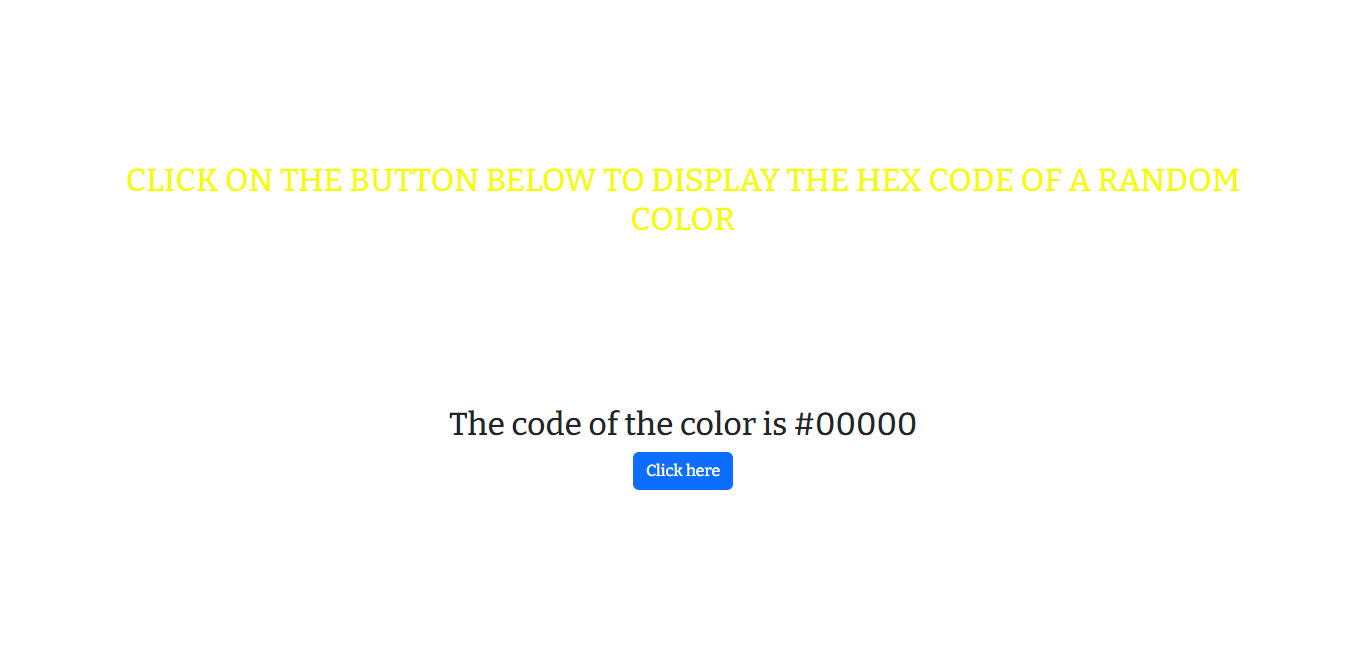 CLICK ON THE BUTTON BELOW TO DISPLAY THE HEX CODE OF A RANDOM
COLOR
The code of the color is #00000
Click here